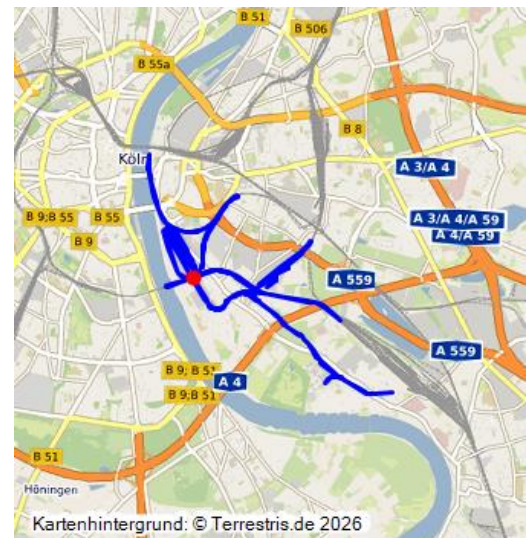 B 51
B 506
B 55a
B 8
Köln
A 3/A 4
B 9;B 55
B 55
A 3/A 4/A 59
A 4/A 59
B 9
A 559
A 559
B 9; B 51
A 4
B 9;B 51
B 51
Höningen
Kartenhintergrund: © Terrestris.de 2026